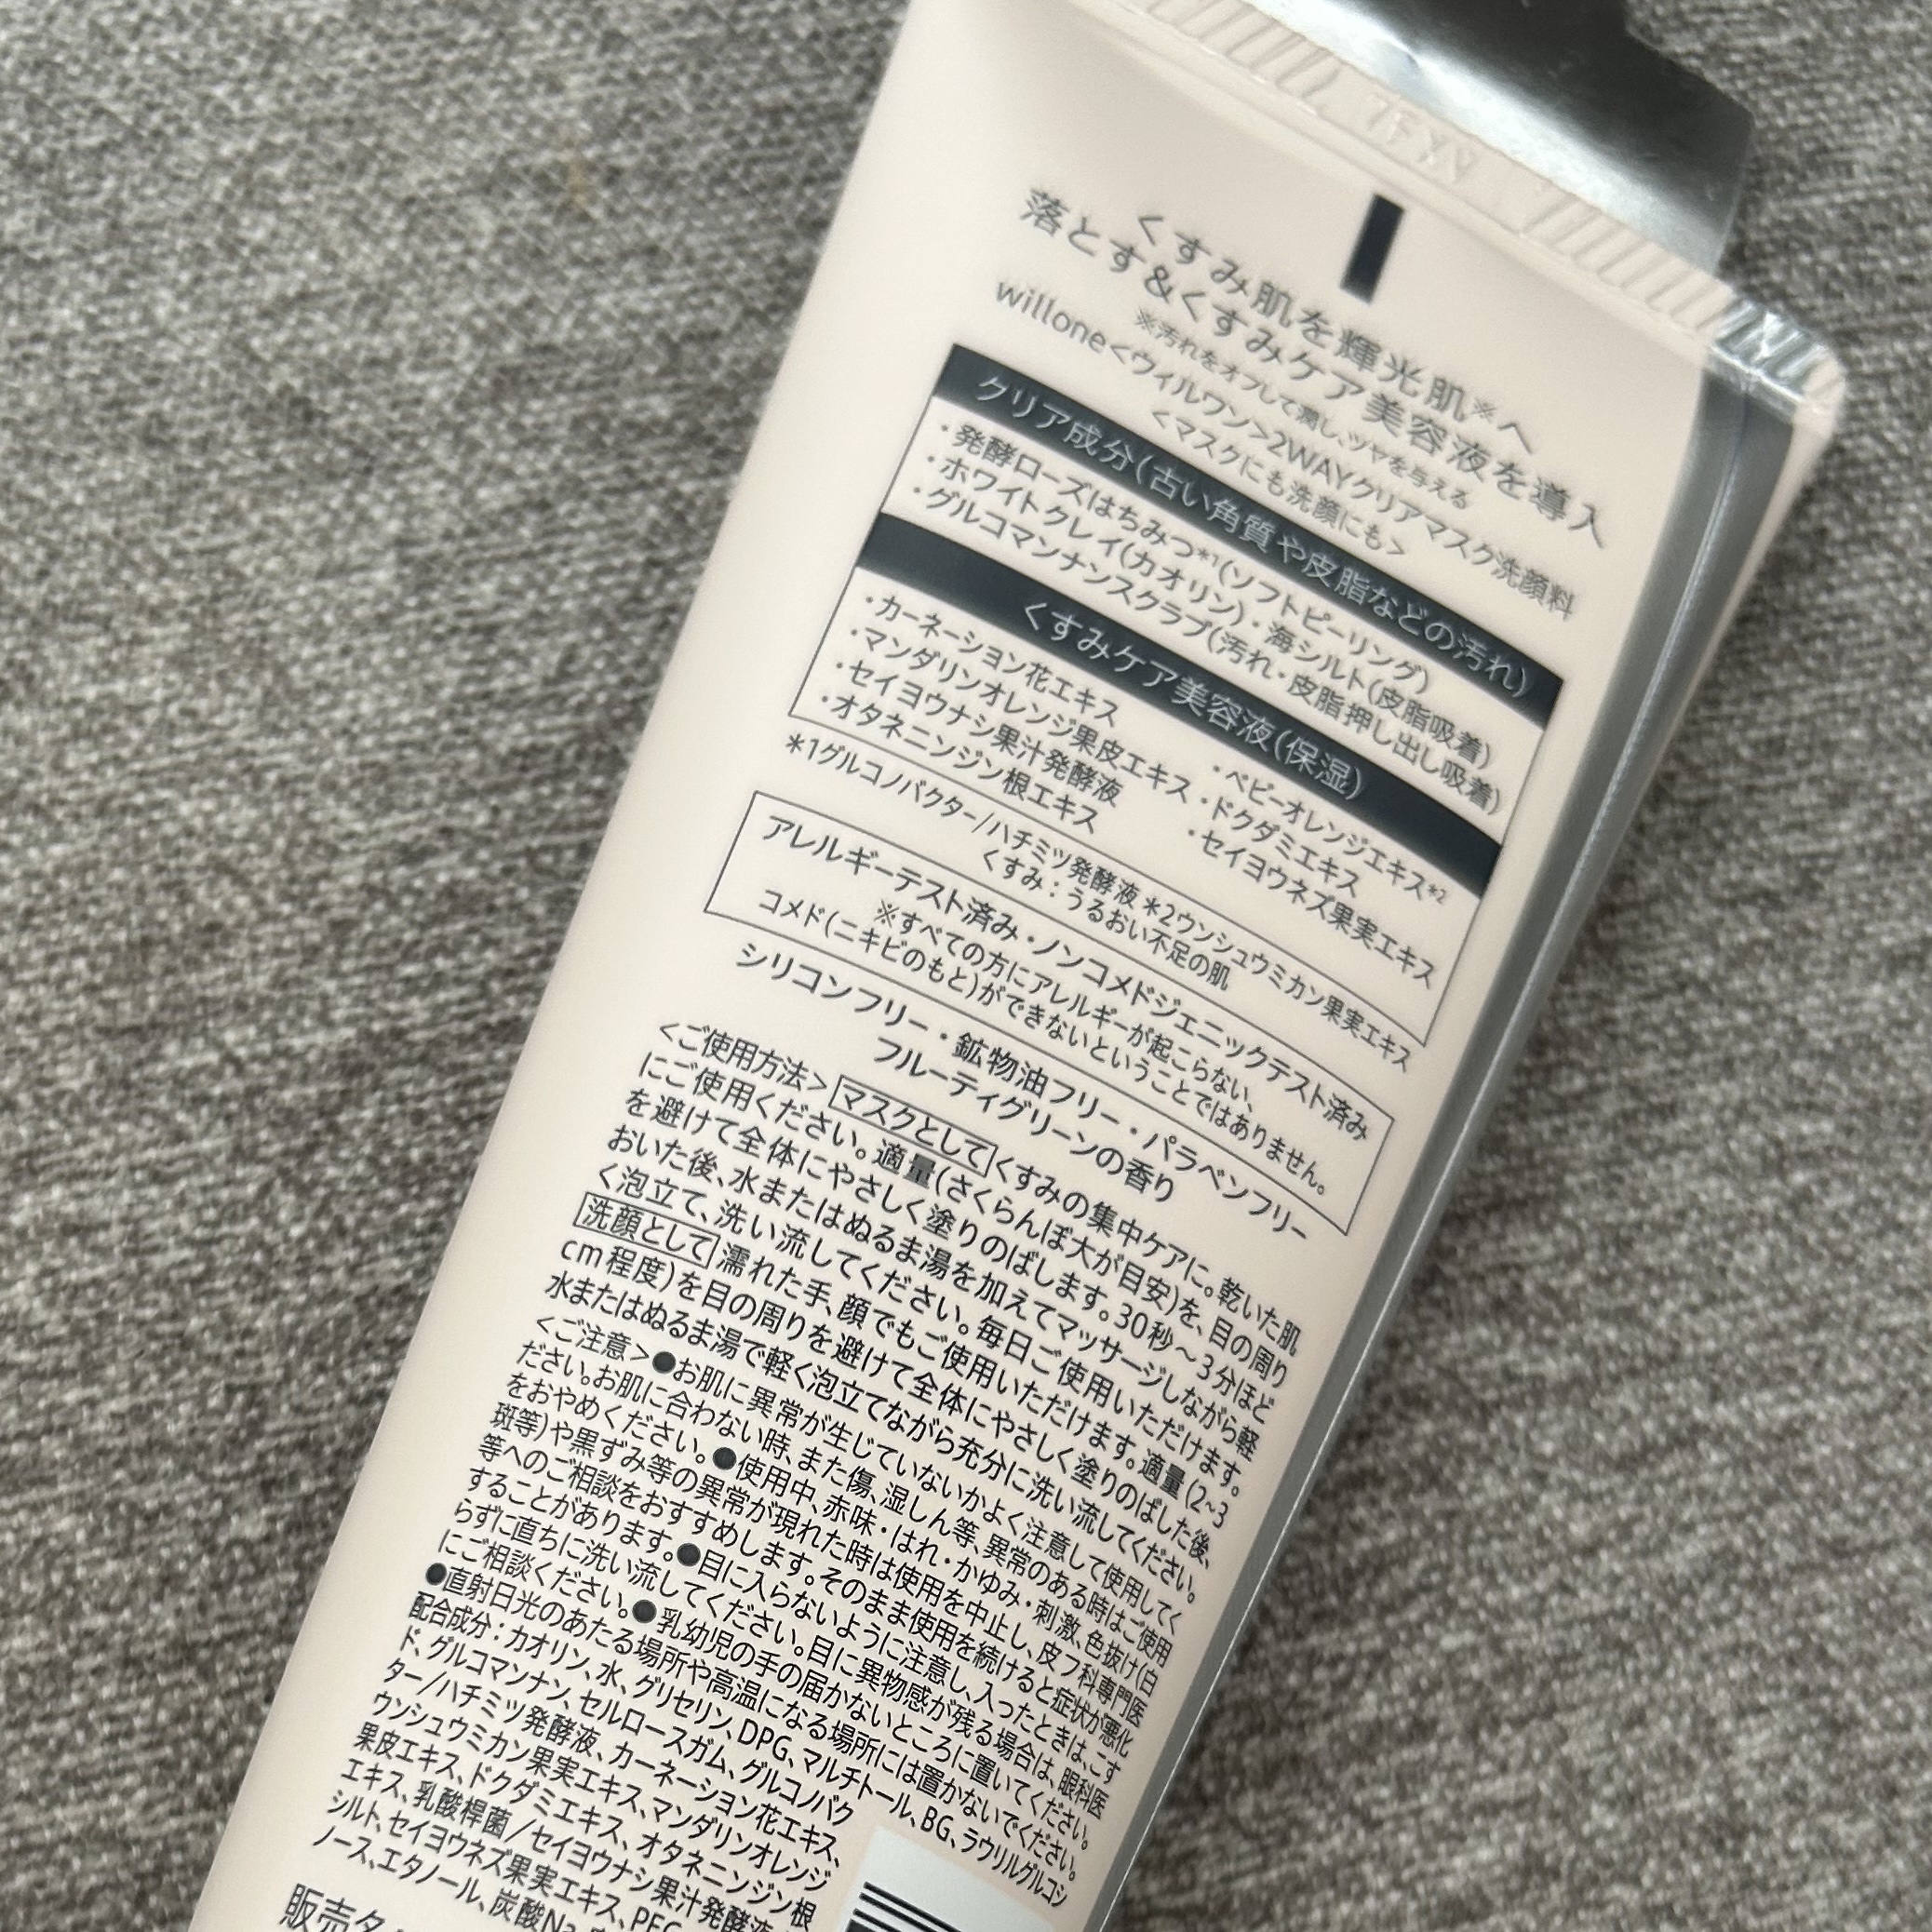 くすみ肌を輝光肌※へ
落とす&くすみケア美容液を導入
※汚れをオフして潤し、ツヤを与える
willone<ウィルワン>2WAYクリアマスク洗顔料
<マスクにも洗顔にも>
クリア成分(古い角質や皮脂などの汚れ)
・発酵ローズはちみつ*1(ソフトピーリング)
・ホワイトクレイ(カオリン)・海シルト(皮脂吸着)
・グルコマンナンスクラブ(汚れ・皮脂押し出し吸着)
くすみケア美容液(保湿)
・カーネーション花エキス ・ベビーオレンジエキス*2
・マンダリンオレンジ果皮エキス ・ドクダミエキス
・セイヨウナシ果汁発酵液 ・セイヨウネズ果実エキス
・オタネニンジン根エキス
*1グルコノバクター/ハチミツ発酵液 *2ウンシュウミカン果実エキス
くすみ:うるおい不足の肌
アレルギーテスト済み・ノンコメドジェニックテスト済み
※すべての方にアレルギーが起こらない、
コメド(ニキビのもと)ができないということではありません。
シリコンフリー・鉱物油フリー・パラベンフリー
フルーティグリーンの香り
<ご使用方法>マスクとしてくすみの集中ケアに。乾いた肌
にご使用ください。適量(さくらんぼ大が目安)を、目の周り
を避けて全体にやさしく塗りのばします。30秒~3分ほど
おいた後、水またはぬるま湯を加えてマッサージしながら軽
く泡立て、洗い流してください。毎日ご使用いただけます。
洗顔として濡れた手、顔でもご使用いただけます。適量(2~3
cm程度)を目の周りを避けて全体にやさしく塗りのばした後、
水またはぬるま湯で軽く泡立てながら充分に洗い流してください。
<ご注意>●お肌に異常が生じていないかよく注意して使用してく
ださい。お肌に合わない時、また傷、湿しん等、異常のある時はご使用
をおやめください。●使用中、赤味・はれ・かゆみ・刺激、色抜け(白
斑等)や黒ずみ等の異常が現れた時は使用を中止し、皮フ科専門医
等へのご相談をおすすめします。そのまま使用を続けると症状が悪化
することがあります。●目に入らないように注意し、入ったときは、こす
らずに直ちに洗い流してください。目に異物感が残る場合は、眼科医
にご相談ください。●乳幼児の手の届かないところに置いてください。
●直射日光のあたる場所や高温になる場所には置かないでください。
配合成分:カオリン、水、グリセリン、DPG、マルチトール、BG、ラウリルグルコシ
ド、グルコマンナン、セルロースガム、グルコノバク
ター/ハチミツ発酵液、カーネーション花エキス、
ウンシュウミカン果実エキス、マンダリンオレンジ
果皮エキス、ドクダミエキス、オタネニンジン根
エキス、乳酸桿菌/セイヨウナシ果汁発酵液、
シルト、セイヨウネズ果実エキス、PEG
ノース、エタノール、炭酸Na
販売